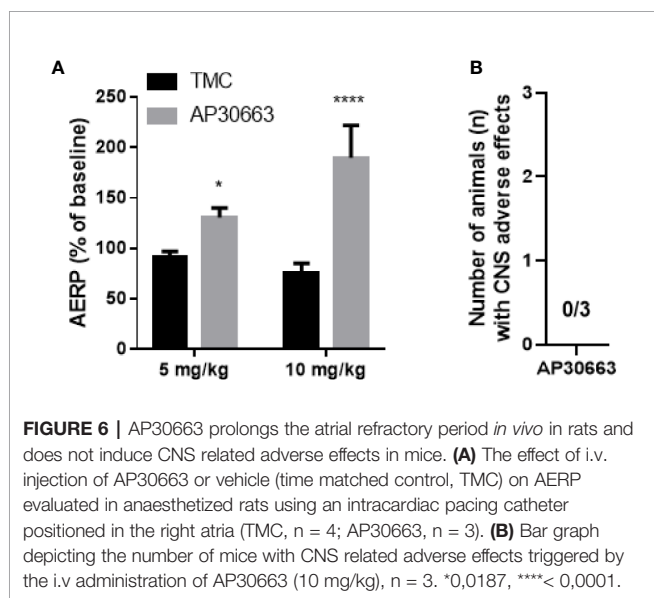 A
TMC
AP30663
AERP (% of baseline)
250
200
150
100
50
0
*
****
5 mg/kg
10 mg/kg
B
Number of animals (n)
with CNS adverse effects
3
2
1
0
0/3
AP30663
FIGURE 6 | AP30663 prolongs the atrial refractory period in vivo in rats and
does not induce CNS related adverse effects in mice. (A) The effect of i.v.
injection of AP30663 or vehicle (time matched control, TMC) on AERP
evaluated in anaesthetized rats using an intracardiac pacing catheter
positioned in the right atria (TMC, n = 4; AP30663, n = 3). (B) Bar graph
depicting the number of mice with CNS related adverse effects triggered by
the i.v administration of AP30663 (10 mg/kg), n = 3. *0,0187, ****< 0,0001.